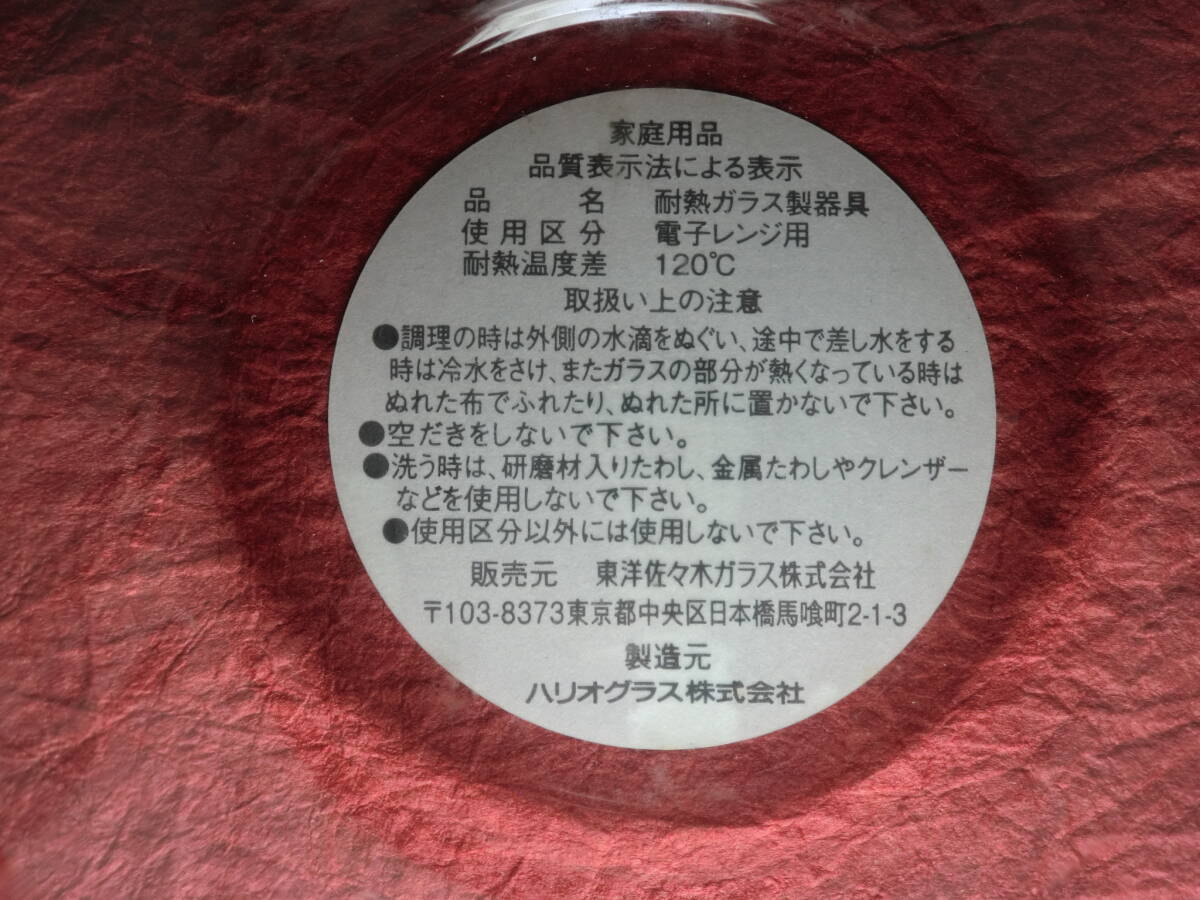 家庭用品
品質表示法による表示
品名 耐熱ガラス製器具
使用区分 電子レンジ用
耐熱温度差 120℃
取扱い上の注意
●調理の時は外側の水滴をぬぐい、途中で差し水をする
時は冷水をさけ、またガラスの部分が熱くなっている時は
ぬれた布でふれたり、ぬれた所に置かないで下さい。
●空だきをしないで下さい。
●洗う時は、研磨材入りたわし、金属たわしやクレンザー
などを使用しないで下さい。
●使用区分以外には使用しないで下さい。
販売元 東洋佐々木ガラス株式会社
〒103-8373東京都中央区日本橋馬喰町2-1-3
製造元
ハリオグラス株式会社